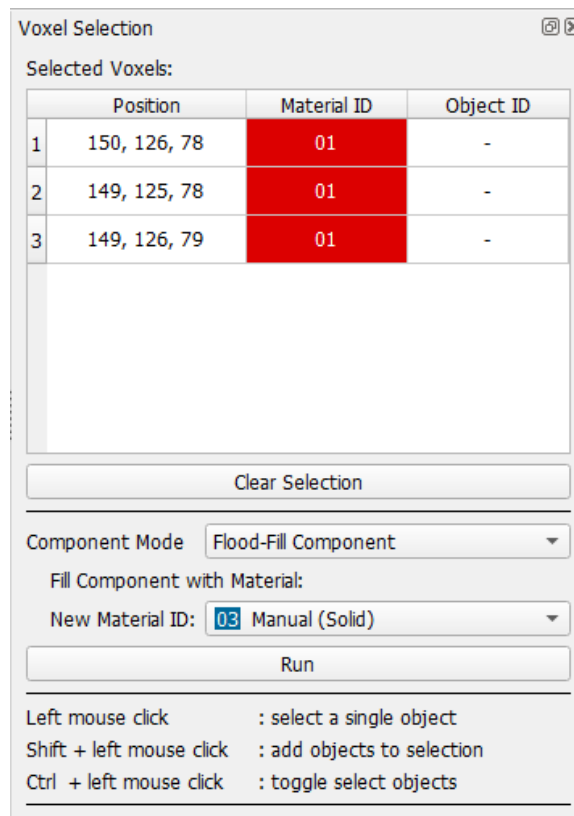 Voxel Selection
Selected Voxels:
Position Material ID Object ID
1 150, 126, 78 01 -
2 149, 125, 78 01 -
3 149, 126, 79 01 -
Clear Selection
Component Mode Flood-Fill Component
Fill Component with Material:
New Material ID: 03 Manual (Solid)
Run
Left mouse click : select a single object
Shift + left mouse click : add objects to selection
Ctrl + left mouse click : toggle select objects